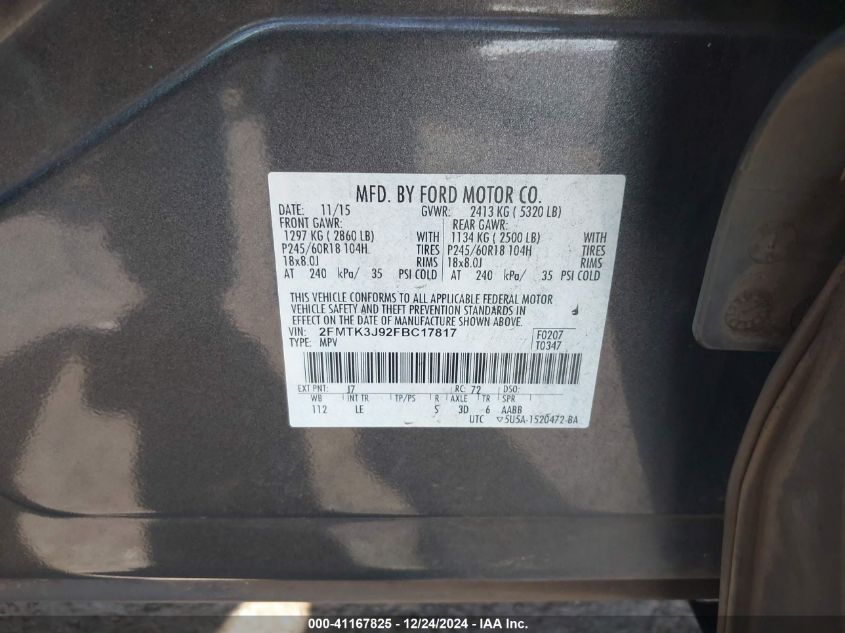 MFD. BY FORD MOTOR CO.
DATE: 11/15 GVWR: 2413 KG ( 5320 LB)
FRONT GAWR: REAR GAWR:
1297 KG ( 2860 LB) WITH 1134 KG ( 2500 LB) WITH
P245/60R18 104H TIRES P245/60R18 104H TIRES
18x8.0J RIMS 18x8.0J RIMS
AT 240 kPa/ 35 PSI COLD AT 240 kPa/ 35 PSI COLD
THIS VEHICLE CONFORMS TO ALL APPLICABLE FEDERAL MOTOR
VEHICLE SAFETY AND THEFT PREVENTION STANDARDS IN
EFFECT ON THE DATE OF MANUFACTURE SHOWN ABOVE.
VIN: 2FMTK3J92FBC17817 F0207
TYPE: MPV T0347
EXT PNT: J7 RC: 72 DSO:
WB INT TR TP/PS R AXLE TR SPR
112 LE 5 3D 6 AABB
UTC 5U5A-1520472-BA
000-41167825 - 12/24/2024 - IAA Inc.